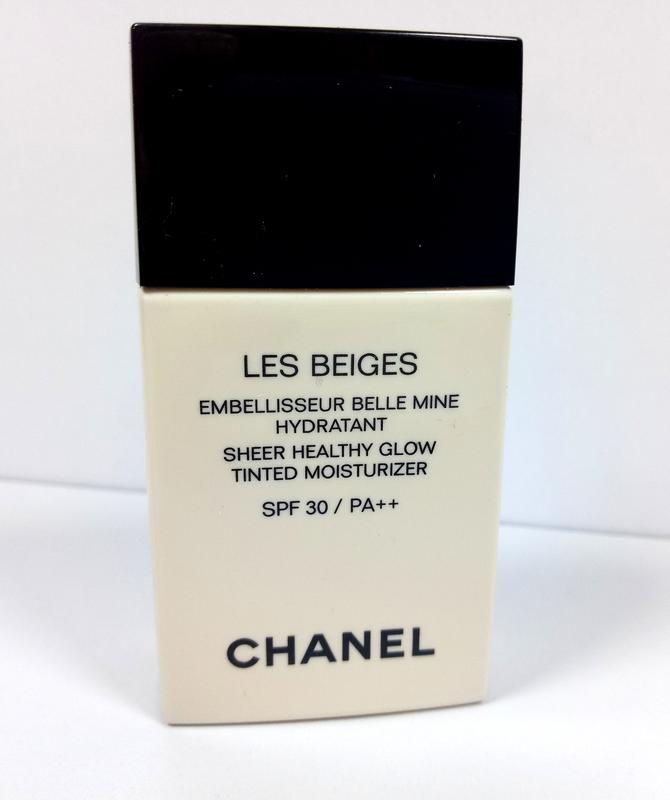 LES BEIGES
EMBELLISSEUR BELLE MINE
HYDRATANT
SHEER HEALTHY GLOW
TINTED MOISTURIZER
SPF 30 / PA++
CHANEL